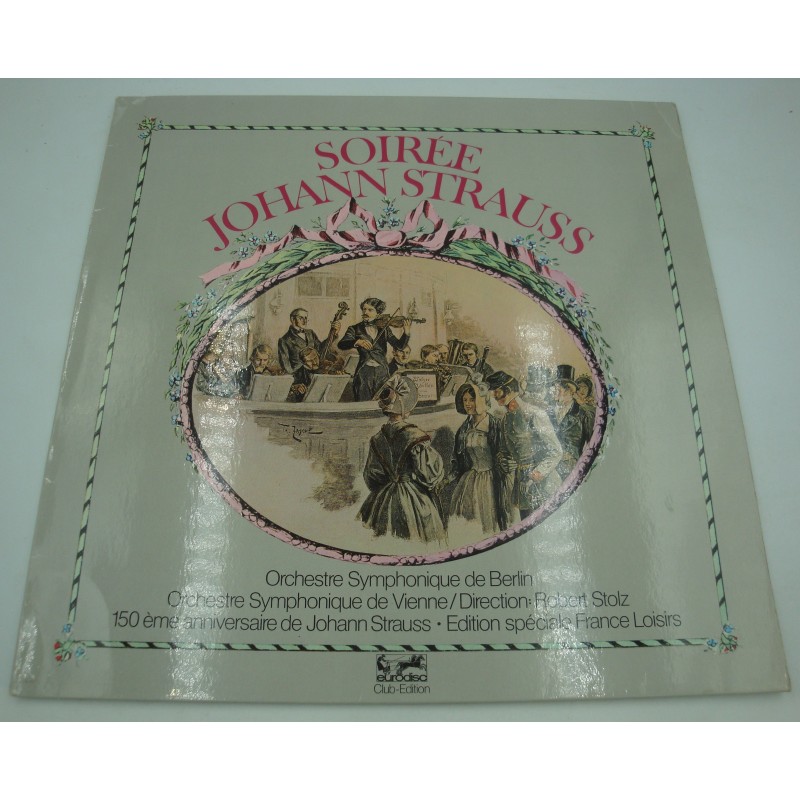 SOIRÉE
JOHANN STRAUSS
Orchestre Symphonique de Berlin
Orchestre Symphonique de Vienne/Direction: Robert Stolz
150 ème anniversaire de Johann Strauss • Edition spéciale France Loisirs
eurodisc
Club-Edition